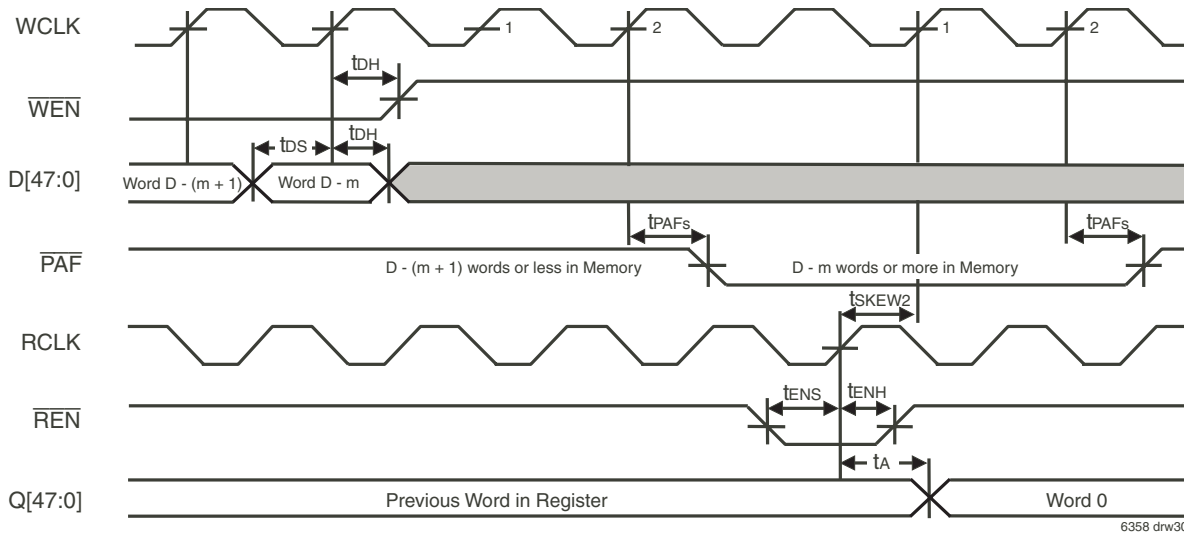 WCLK
1
2
1
2
tDH
WEN
tDS
tDH
D[47:0]
Word D - (m + 1)
Word D - m
tPAFs
tPAFs
PAF
D - (m + 1) words or less in Memory
D - m words or more in Memory
tSKEW2
RCLK
tENS
tENH
REN
tA
Q[47:0]
Previous Word in Register
Word 0
6358 drw30